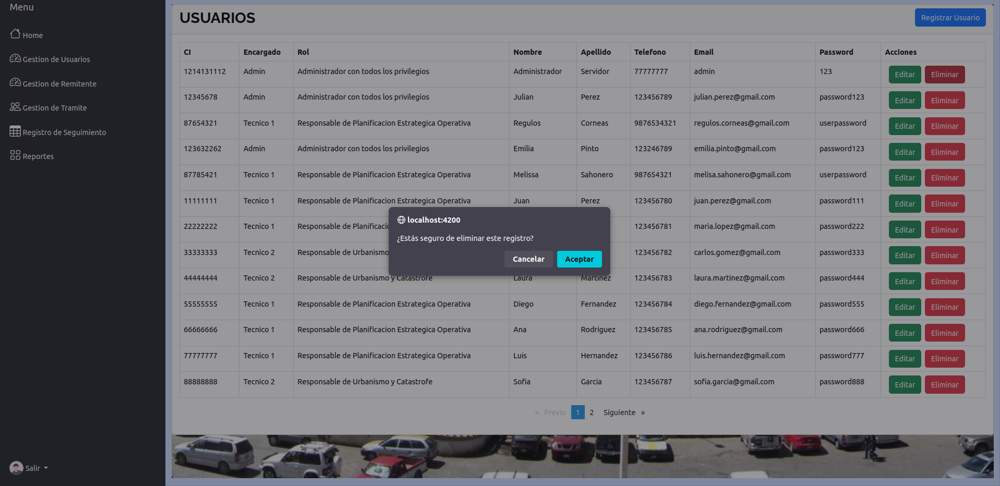 Menu
Home
Gestion de Usuarios
Gestion de Remitente
Gestion de Tramite
Registro de Seguimiento
Reportes
Salir
USUARIOS
Registrar Usuario
CI Encargado Rol Nombre Apellido Telefono Email Password Acciones
1214131112 Admin Administrador con todos los privilegios Administrador Servidor 77777777 admin 123 Editar Eliminar
12345678 Admin Administrador con todos los privilegios Julian Perez 123456789 julian.perez@gmail.com password123 Editar Eliminar
87654321 Tecnico 1 Responsable de Planificacion Estrategica Operativa Regulos Corneas 9876534321 regulos.corneas@gmail.com userpassword Editar Eliminar
123632262 Admin Administrador con todos los privilegios Emilia Pinto 123246789 emilia.pinto@gmail.com password123 Editar Eliminar
87785421 Tecnico 1 Responsable de Planificacion Estrategica Operativa Melissa Sahonero 987654321 melisa.sahonero@gmail.com userpassword Editar Eliminar
11111111 Tecnico 1 Responsable de Planificacion Estrategica Operativa Juan Perez 123456780 juan.perez@gmail.com password111 Editar Eliminar
22222222 Tecnico 1 Responsable de 123456781 maria.lopez@gmail.com password222 Editar Eliminar
33333333 Tecnico 2 Responsable de Urbanismo 123456782 carlos.gomez@gmail.com password333 Editar Eliminar
44444444 Tecnico 2 Responsable de Urbanismo y Catastrofe Laura Martinez 123456783 laura.martinez@gmail.com password444 Editar Eliminar
55555555 Tecnico 1 Responsable de Planificacion Estrategica Operativa Diego Fernandez 123456784 diego.fernandez@gmail.com password555 Editar Eliminar
66666666 Tecnico 1 Responsable de Planificacion Estrategica Operativa Ana Rodriguez 123456785 ana.rodriguez@gmail.com password666 Editar Eliminar
77777777 Tecnico 1 Responsable de Planificacion Estrategica Operativa Luis Hernandez 123456786 luis.hernandez@gmail.com password777 Editar Eliminar
88888888 Tecnico 2 Responsable de Urbanismo y Catastrofe Sofia Garcia 123456787 sofia.garcia@gmail.com password888 Editar Eliminar
« Previo 1 2 Siguiente »
localhost:4200
¿Estás seguro de eliminar este registro?
Cancelar Aceptar